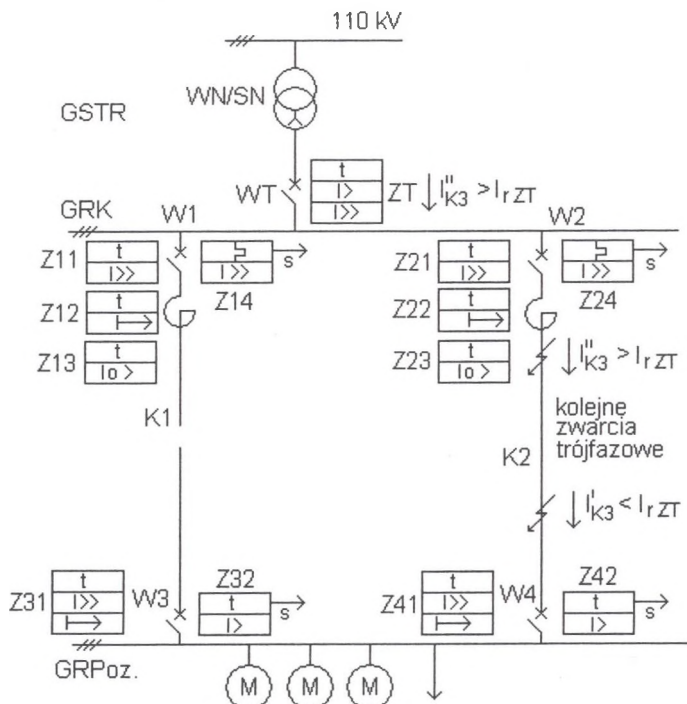 110 kV
WN/SN
GSTR
WT
t
I>
I>>
ZT
I"K3 > Ir ZT
GRK
W1
W2
Z11
t
I>>
I>>
s
Z14
Z12
t
Z13
t
Io >
K1
Z21
t
I>>
I>>
s
Z24
Z22
t
Z23
t
Io >
I"K3 > Ir ZT
kolejne
zwarcia
trójfazowe
K2
I'K3 < Ir ZT
Z31
t
I>>
W3
Z32
t
I>
s
Z41
t
I>>
W4
Z42
t
I>
s
GRPoz.
M
M
M